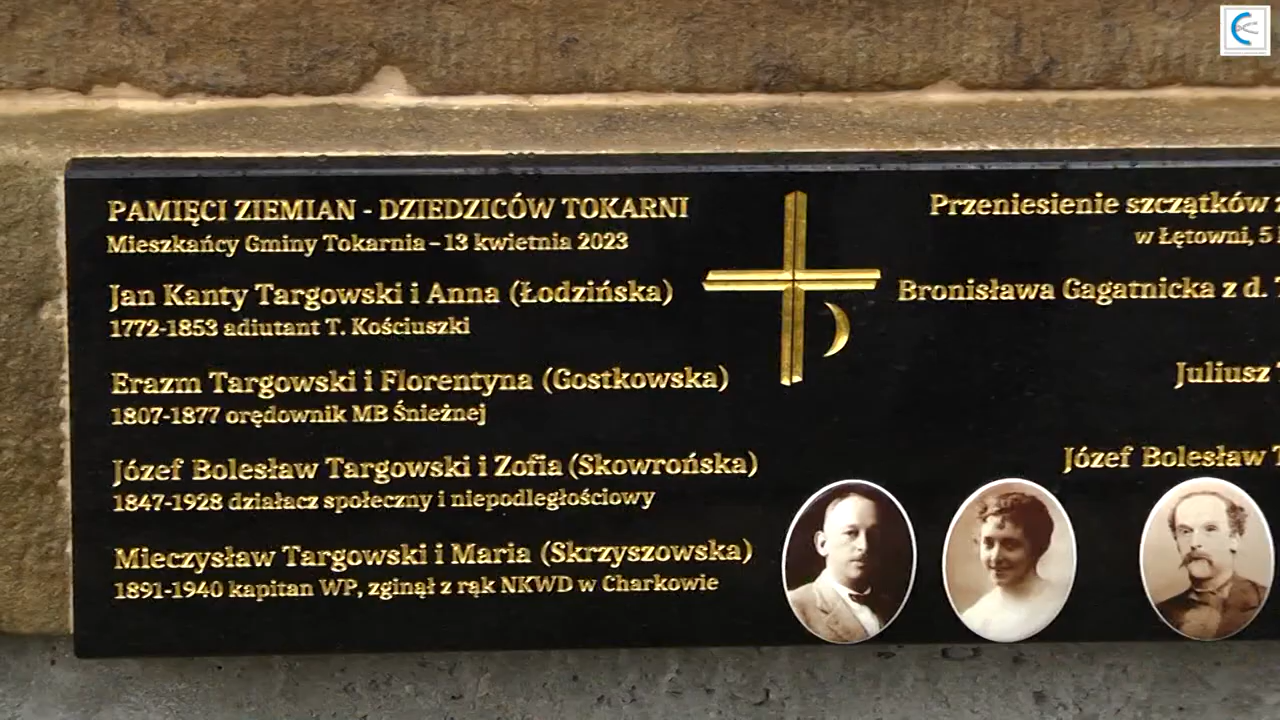 PAMIĘCI ZIEMIAN - DZIEDZICÓW TOKARNI
Mieszkańcy Gminy Tokarnia – 13 kwietnia 2023
Jan Kanty Targowski i Anna (Łodzińska)
1772-1853 adiutant T. Kościuszki
Erazm Targowski i Florentyna (Gostkowska)
1807-1877 orędownik MB Śnieżnej
Józef Bolesław Targowski i Zofia (Skowrońska)
1847-1928 działacz społeczny i niepodległościowy
Mieczysław Targowski i Maria (Skrzyszowska)
1891-1940 kapitan WP, zginął z rąk NKWD w Charkowie
Przeniesienie szczątków
w Łętowni, 5
Bronisława Gagatnicka z d.
Juliusz
Józef Bolesław